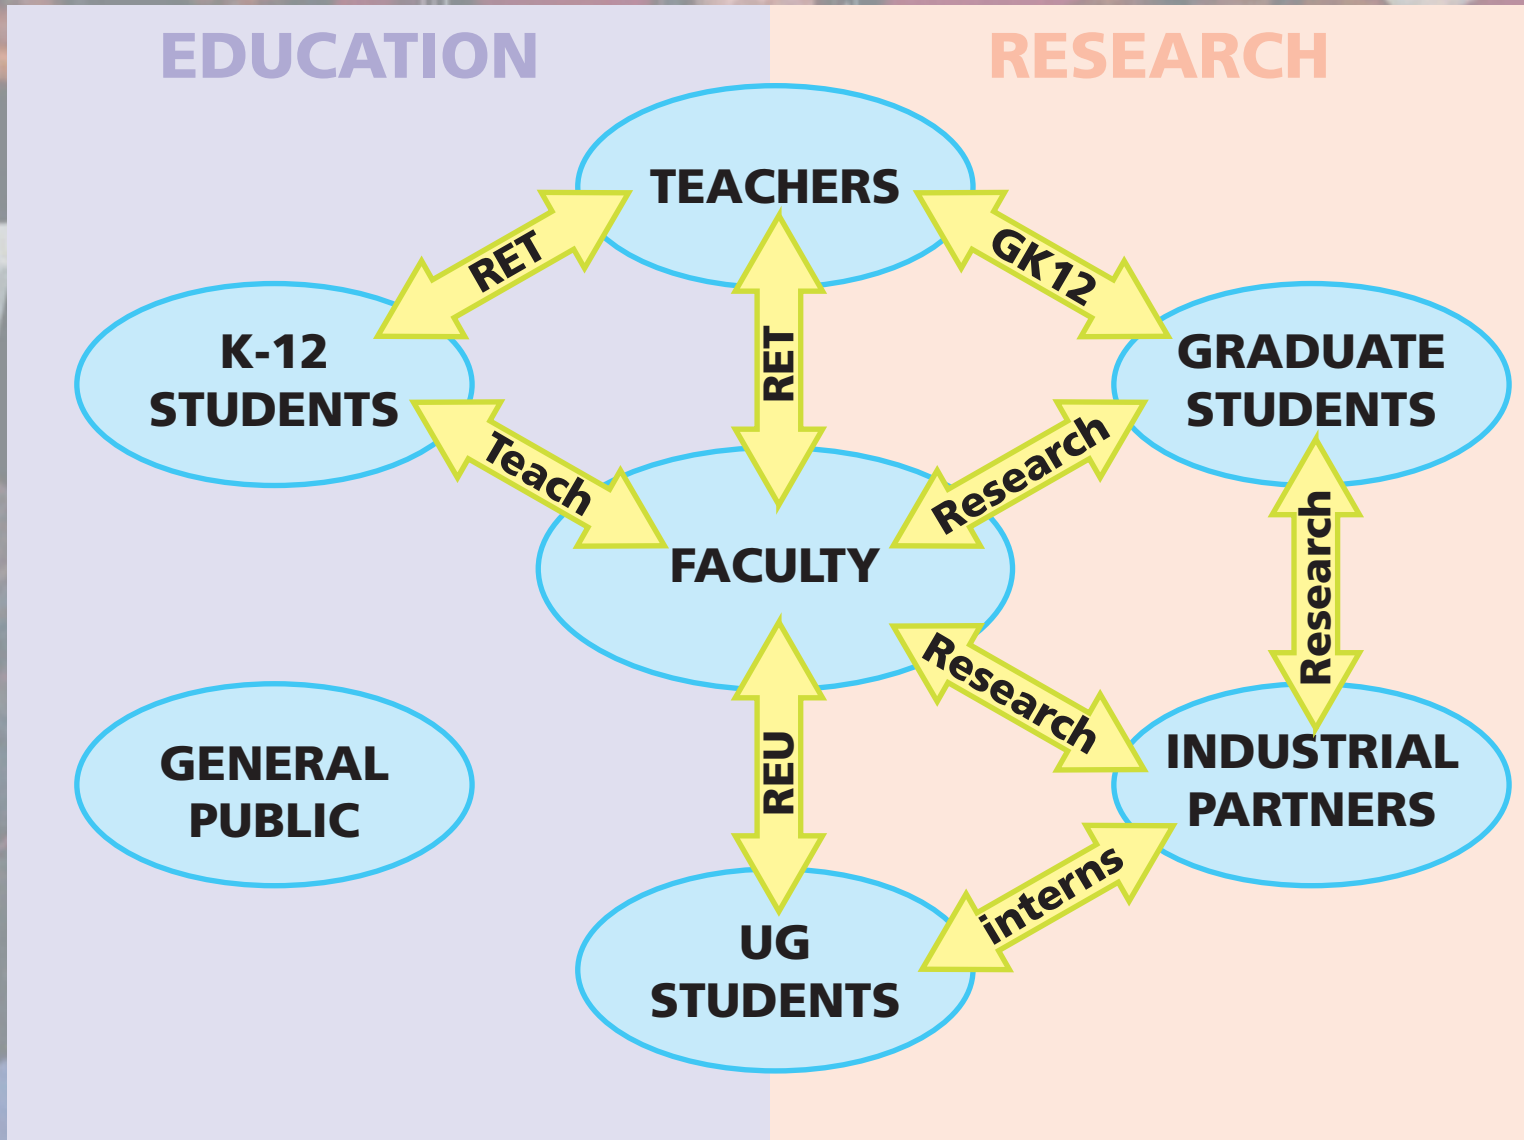 EDUCATION
RESEARCH
TEACHERS
RET
GK12
K-12
STUDENTS
RET
GRADUATE
STUDENTS
Teach
Research
FACULTY
Research
Research
GENERAL
PUBLIC
REU
INDUSTRIAL
PARTNERS
interns
UG
STUDENTS